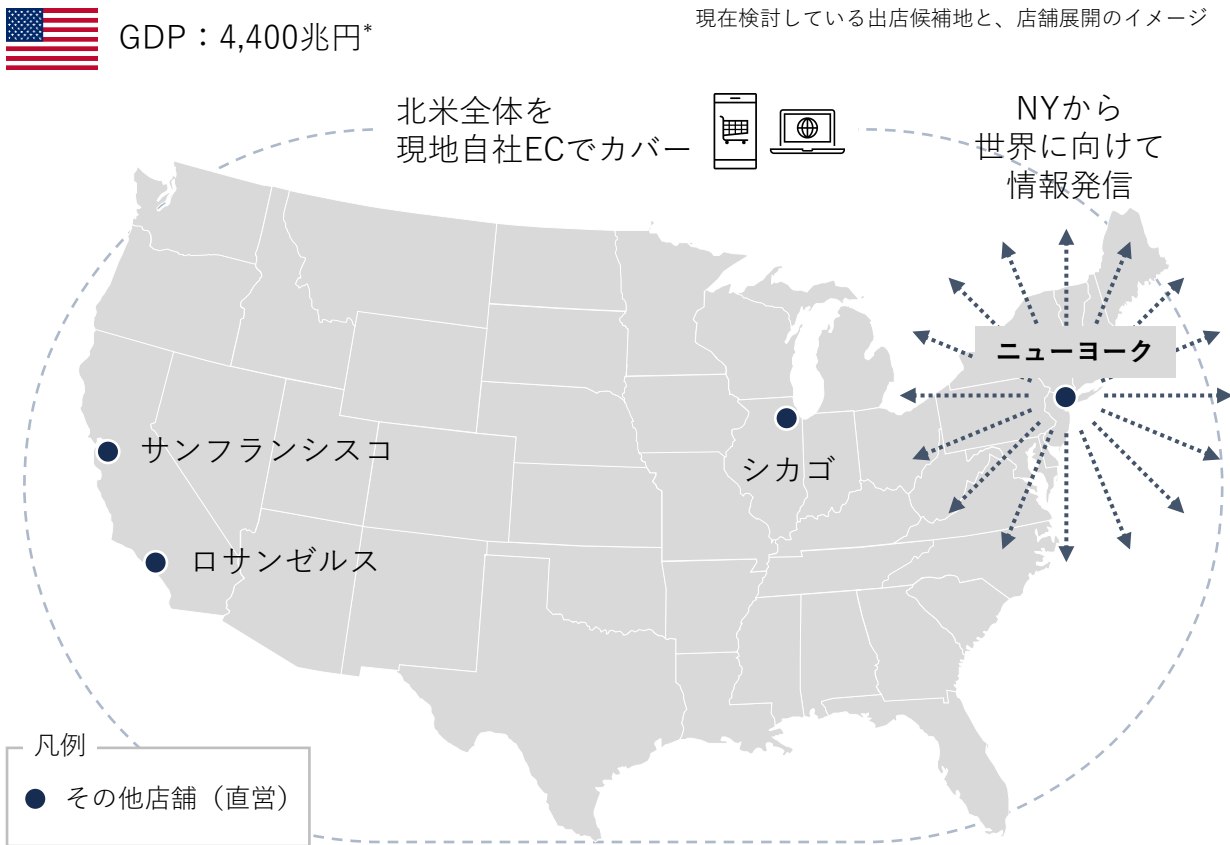 GDP：4,400兆円*
現在検討している出店候補地と、店舗展開のイメージ
北米全体を
現地自社ECでカバー
NYから
世界に向けて
情報発信
ニューヨーク
サンフランシスコ
シカゴ
ロサンゼルス
凡例
その他店舗（直営）